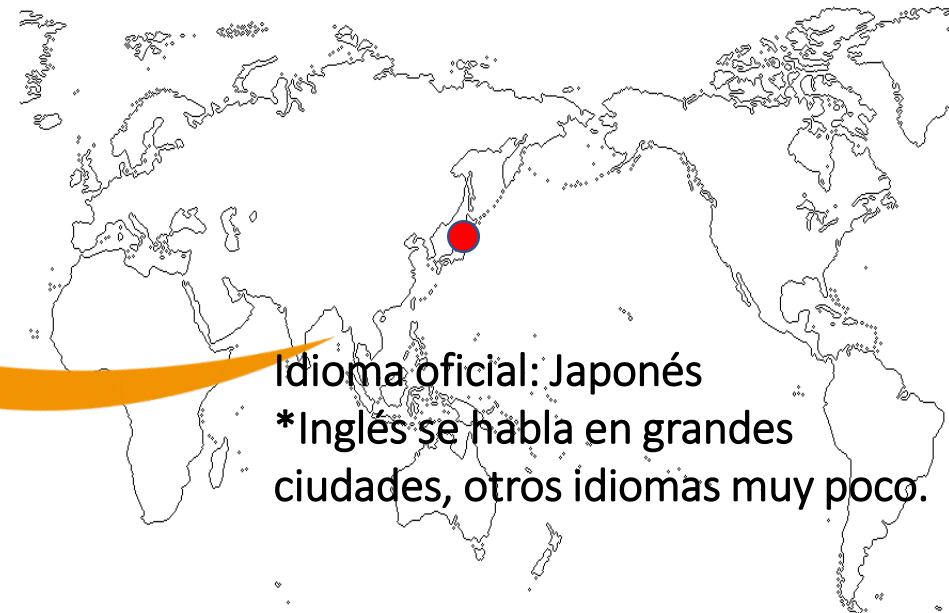 Idioma oficial: Japonés
*Inglés se habla en grandes
ciudades, otros idiomas muy poco.